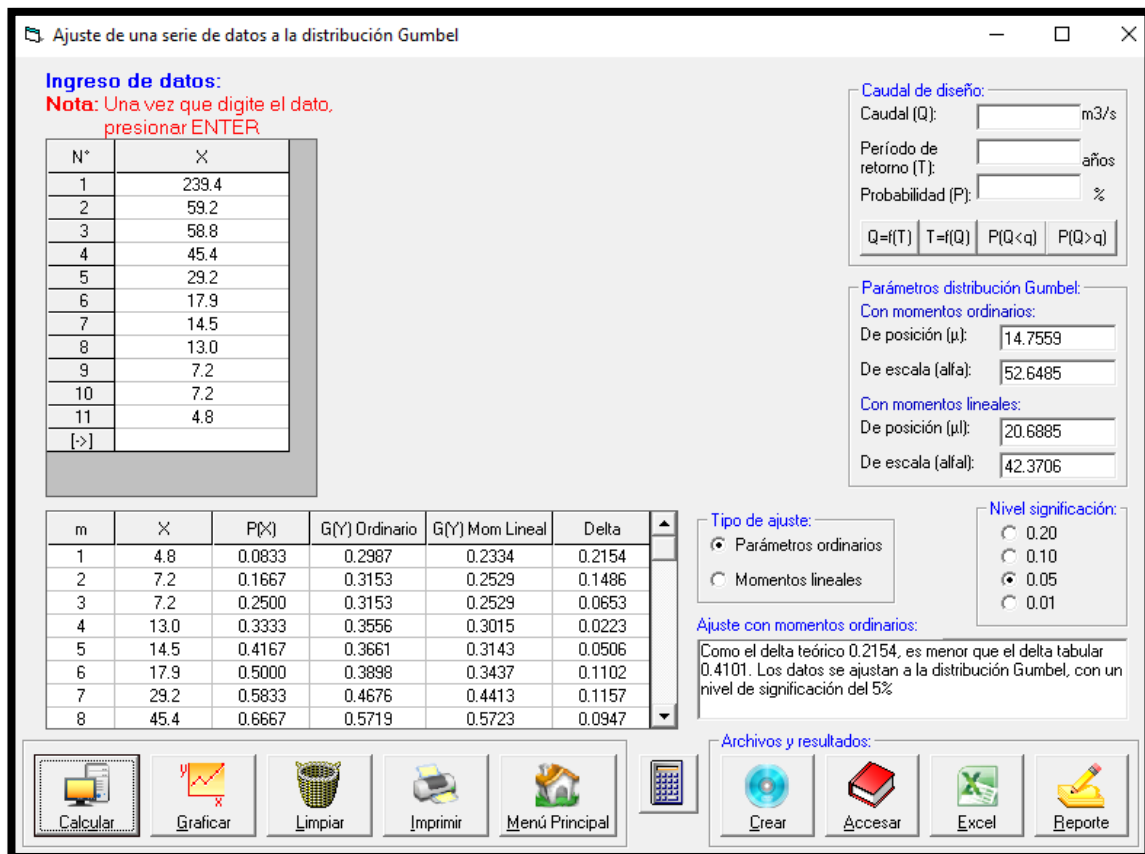 Ajuste de una serie de datos a la distribución Gumbel
Ingreso de datos:
Nota: Una vez que digite el dato,
presionar ENTER
N° X
1 239.4
2 59.2
3 58.8
4 45.4
5 29.2
6 17.9
7 14.5
8 13.0
9 7.2
10 7.2
11 4.8
[->]
Caudal de diseño:
Caudal (Q): m3/s
Período de
retorno (T): años
Probabilidad (P): %
Q=f(T) T=f(Q) P(Q<q) P(Q>q)
Parámetros distribución Gumbel:
Con momentos ordinarios:
De posición (µ): 14.7559
De escala (alfa): 52.6485
Con momentos lineales:
De posición (µl): 20.6885
De escala (alfal): 42.3706
m X P(X) G(Y) Ordinario G(Y) Mom Lineal Delta
1 4.8 0.0833 0.2987 0.2334 0.2154
2 7.2 0.1667 0.3153 0.2529 0.1486
3 7.2 0.2500 0.3153 0.2529 0.0653
4 13.0 0.3333 0.3556 0.3015 0.0223
5 14.5 0.4167 0.3661 0.3143 0.0506
6 17.9 0.5000 0.3898 0.3437 0.1102
7 29.2 0.5833 0.4676 0.4413 0.1157
8 45.4 0.6667 0.5719 0.5723 0.0947
Tipo de ajuste:
Parámetros ordinarios
Momentos lineales
Nivel significación:
0.20
0.10
0.05
0.01
Ajuste con momentos ordinarios:
Como el delta teórico 0.2154, es menor que el delta tabular
0.4101. Los datos se ajustan a la distribución Gumbel, con un
nivel de significación del 5%
Calcular Graficar Limpiar Imprimir Menú Principal
Archivos y resultados:
Crear Accesar Excel Reporte